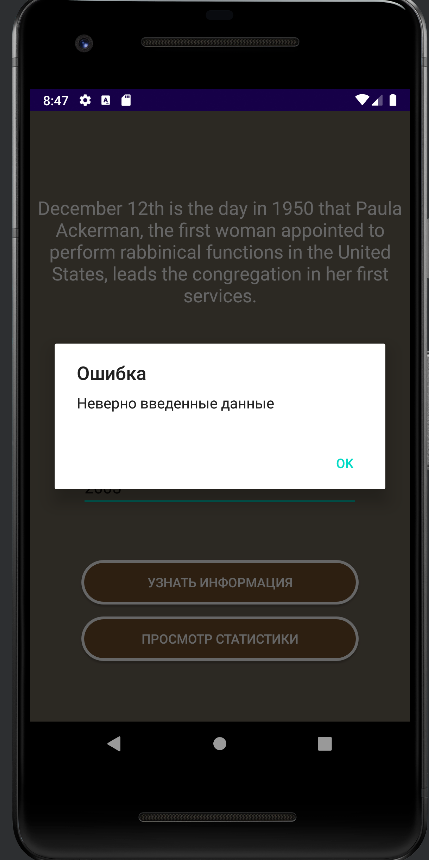 8:47
December 12th is the day in 1950 that Paula
Ackerman, the first woman appointed to
perform rabbinical functions in the United
States, leads the congregation in her first
services.
Ошибка
Неверно введенные данные
OK
УЗНАТЬ ИНФОРМАЦИЯ
ПРОСМОТР СТАТИСТИКИ